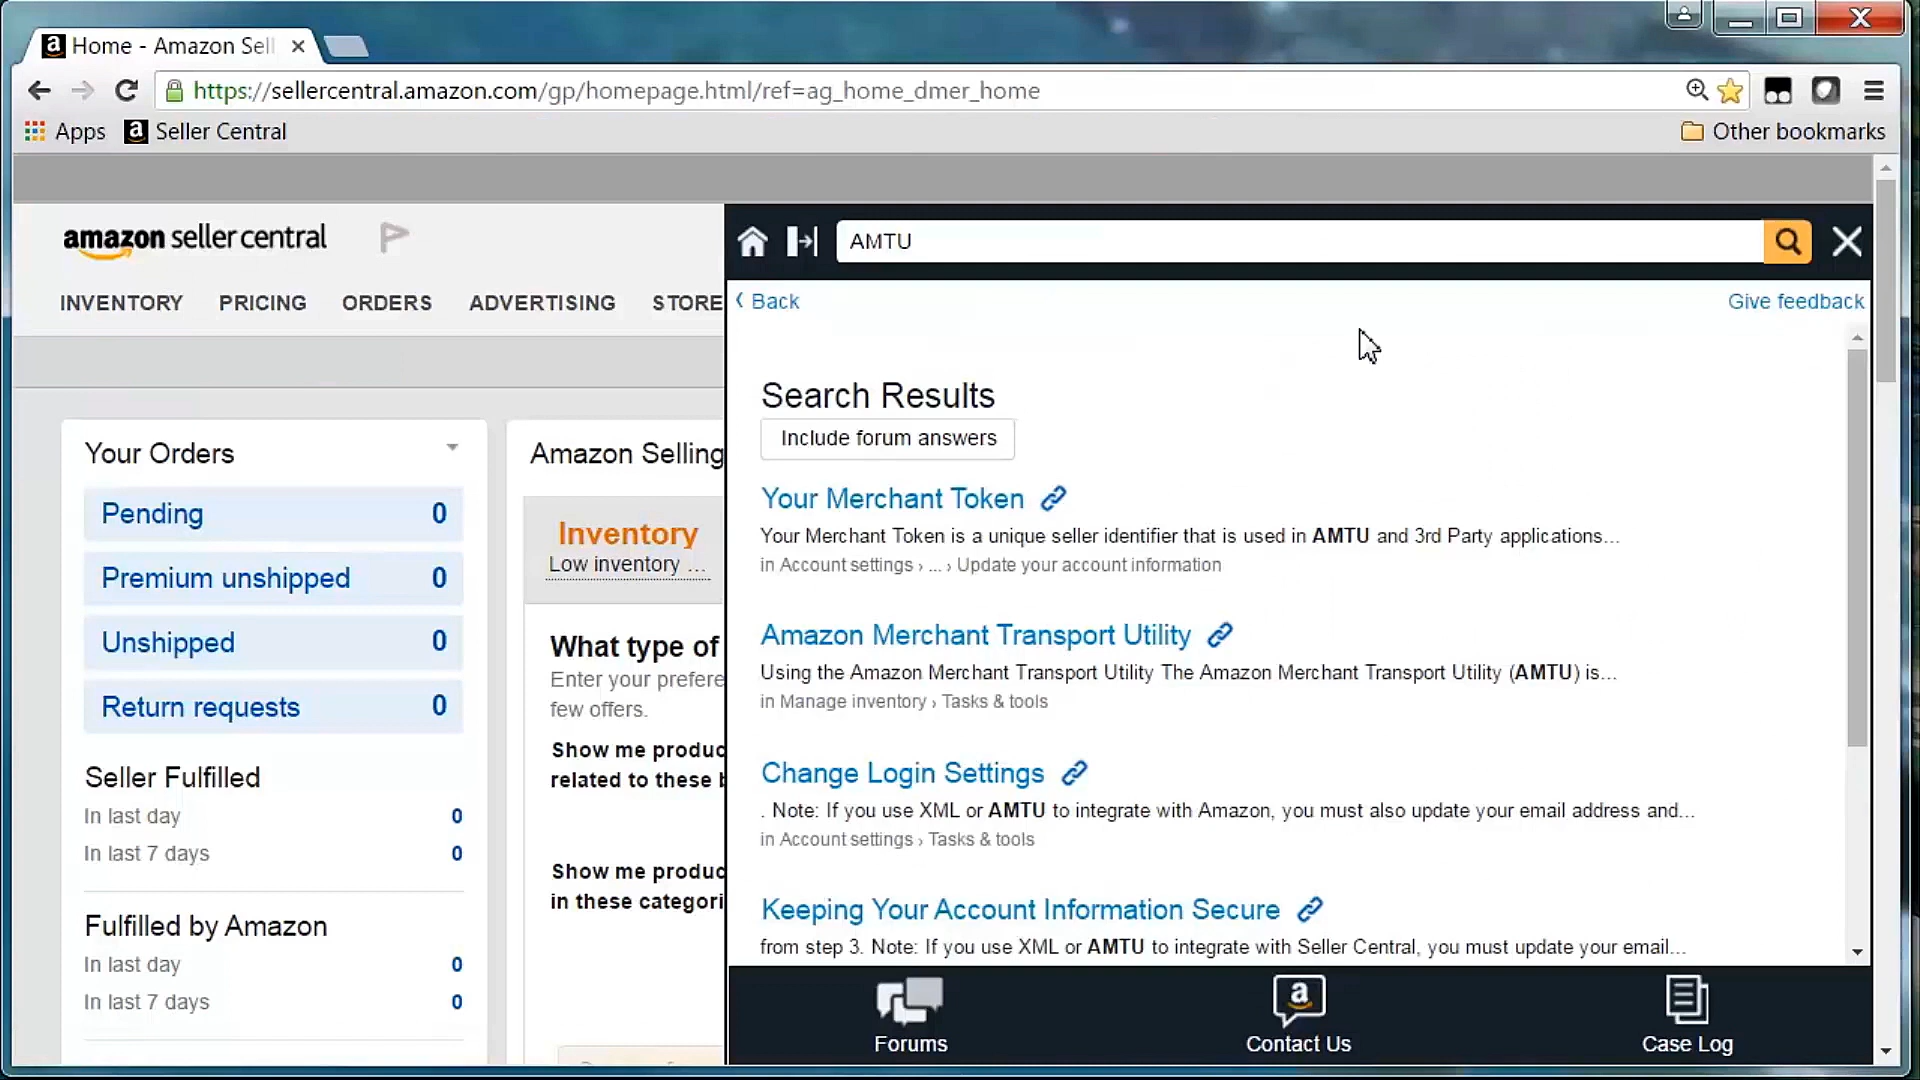 Home - Amazon Sell
https://sellercentral.amazon.com/gp/homepage.html/ref=ag_home_dmer_home
Apps
Seller Central
Other bookmarks
amazon seller central
INVENTORY PRICING ORDERS ADVERTISING STORE
AMTU
Back
Give feedback
Your Orders
Pending 0
Premium unshipped 0
Unshipped 0
Return requests 0
Seller Fulfilled
In last day 0
In last 7 days 0
Fulfilled by Amazon
In last day 0
In last 7 days 0
Amazon Selling
Inventory
Low inventory ...
What type of
Enter your prefere
few offers.
Show me produc
related to these b
Show me produc
in these categori
Search Results
Include forum answers
Your Merchant Token
Your Merchant Token is a unique seller identifier that is used in AMTU and 3rd Party applications...
in Account settings › ... › Update your account information
Amazon Merchant Transport Utility
Using the Amazon Merchant Transport Utility The Amazon Merchant Transport Utility (AMTU) is...
in Manage inventory › Tasks & tools
Change Login Settings
. Note: If you use XML or AMTU to integrate with Amazon, you must also update your email address and...
in Account settings › Tasks & tools
Keeping Your Account Information Secure
from step 3. Note: If you use XML or AMTU to integrate with Seller Central, you must update your email...
Forums
Contact Us
Case Log